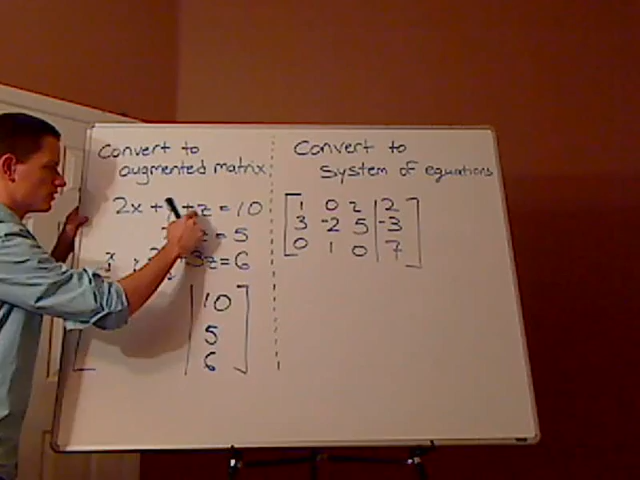 Convert to
augmented matrix
2x + + z = 10
z = 5
3z = 6
10
5
6
Convert to
system of equations
1 0 2 | 2
3 -2 5 | -3
0 1 0 | 7